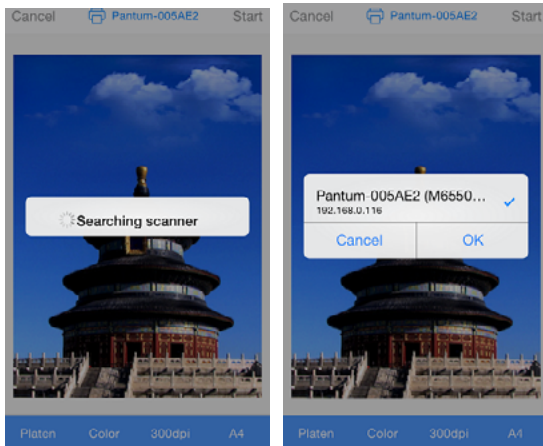 Cancel Pantum-005AE2 Start
Searching scanner
Platen Color 300dpi A4
Cancel Pantum-005AE2 Start
Pantum-005AE2 (M6550...
192.168.0.116
Cancel OK
Platen Color 300dpi A4